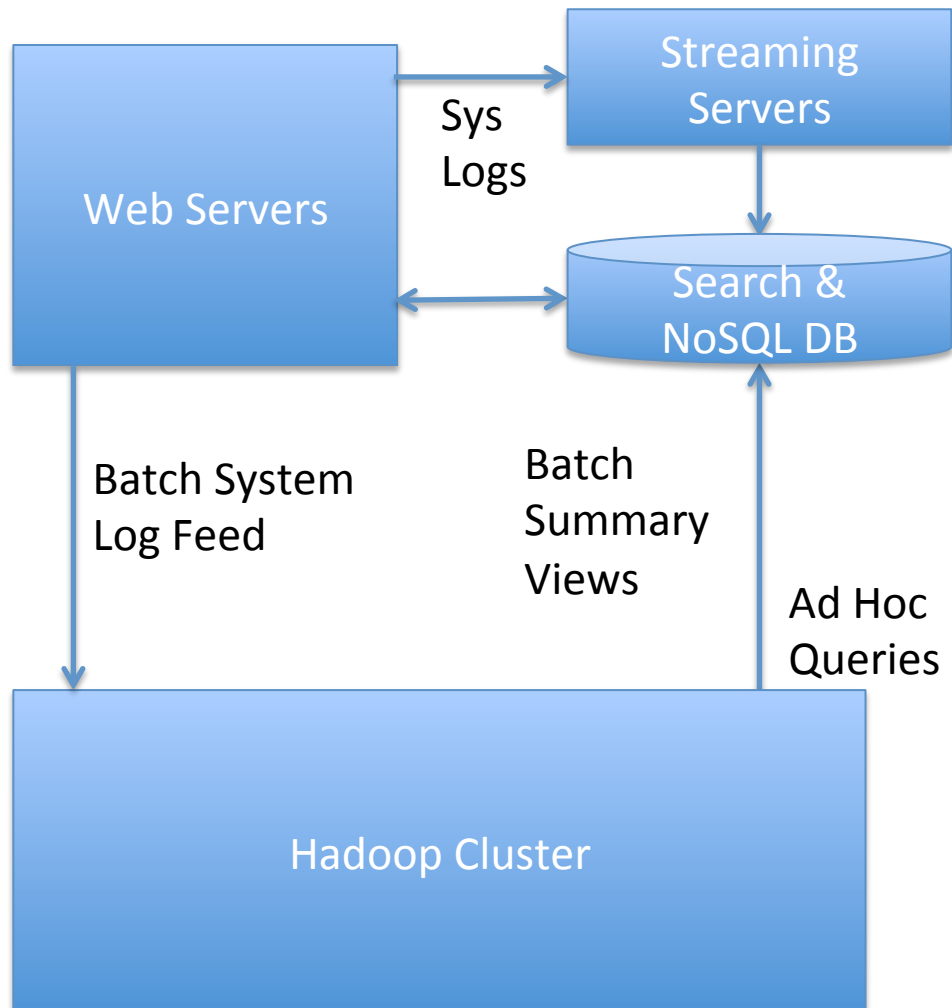 Streaming
Servers
Sys
Logs
Web Servers
Search &
NoSQL DB
Batch System
Log Feed
Batch
Summary
Views
Ad Hoc
Queries
Hadoop Cluster